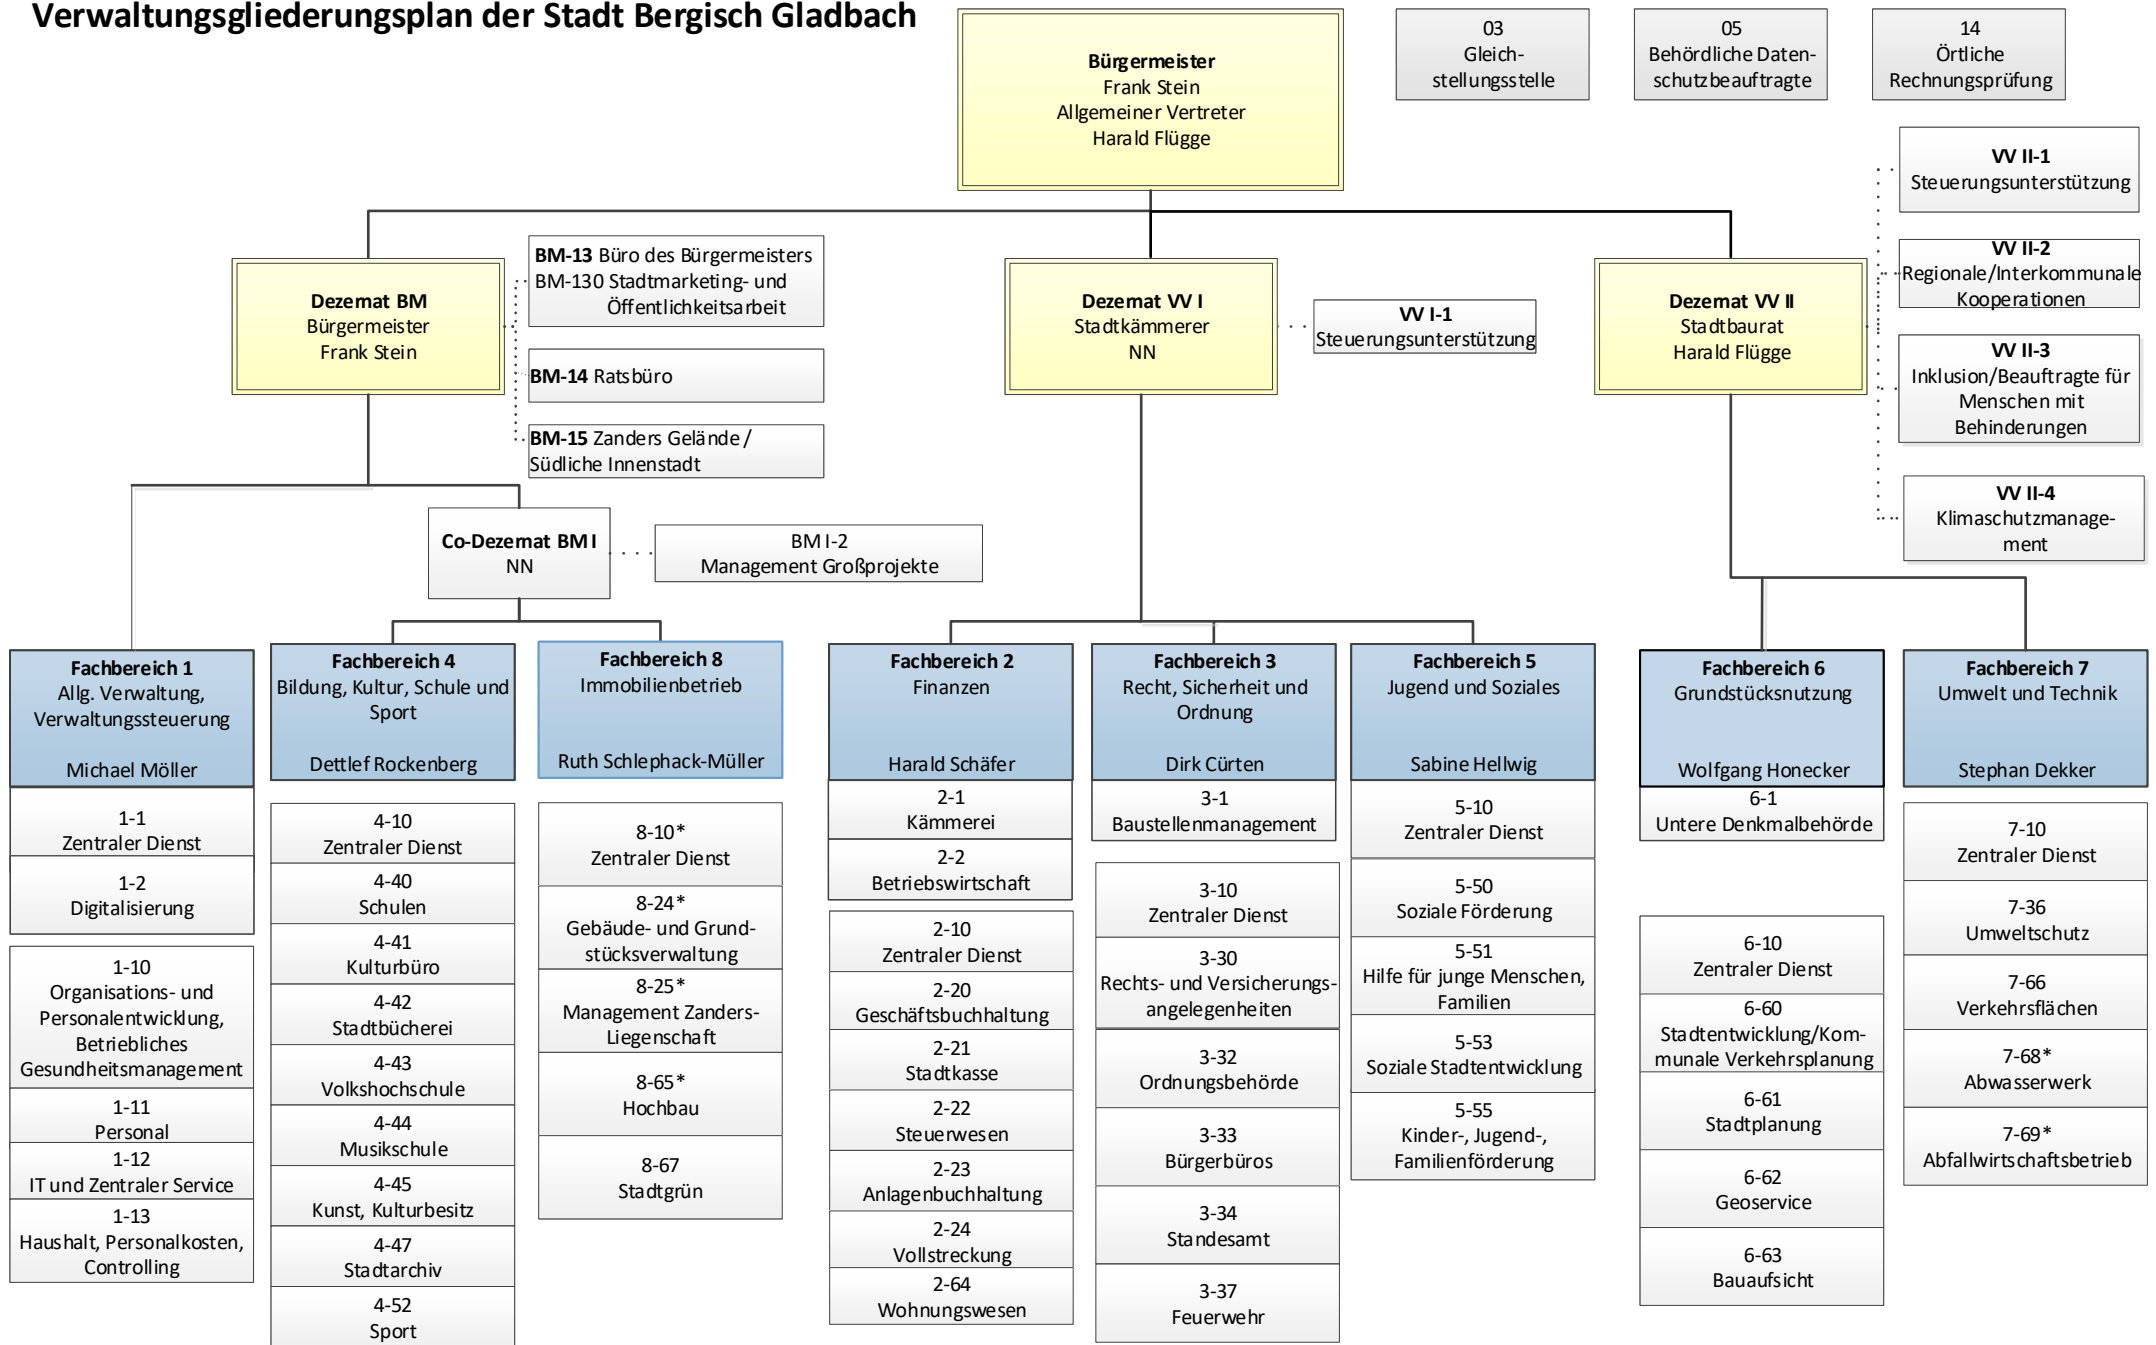 Verwaltungsgliederungsplan der Stadt Bergisch Gladbach
Bürgermeister
Frank Stein
Allgemeiner Vertreter
Harald Flügge
03
Gleich-
stellungsstelle
05
Behördliche Daten-
schutzbeauftragte
14
Örtliche
Rechnungsprüfung
VV II-1
Steuerungsunterstützung
VV II-2
Regionale/Interkommunale
Kooperationen
VV II-3
Inklusion/Beauftragte für
Menschen mit
Behinderungen
VV II-4
Klimaschutzmanage-
ment
Dezernat BM
Bürgermeister
Frank Stein
BM-13 Büro des Bürgermeisters
BM-130 Stadtmarketing- und
Öffentlichkeitsarbeit
BM-14 Ratsbüro
BM-15 Zanders Gelände /
Südliche Innenstadt
Dezernat VV I
Stadtkämmerer
NN
VV I-1
Steuerungsunterstützung
Dezernat VV II
Stadtbaurat
Harald Flügge
Co-Dezernat BM I
NN
BM I-2
Management Großprojekte
Fachbereich 1
Allg. Verwaltung,
Verwaltungssteuerung
Michael Möller
1-1
Zentraler Dienst
1-2
Digitalisierung
1-10
Organisations- und
Personalentwicklung,
Betriebliches
Gesundheitsmanagement
1-11
Personal
1-12
IT und Zentraler Service
1-13
Haushalt, Personalkosten,
Controlling
Fachbereich 4
Bildung, Kultur, Schule und
Sport
Dettlef Rockenberg
4-10
Zentraler Dienst
4-40
Schulen
4-41
Kulturbüro
4-42
Stadtbücherei
4-43
Volkshochschule
4-44
Musikschule
4-45
Kunst, Kulturbesitz
4-47
Stadtarchiv
4-52
Sport
Fachbereich 8
Immobilienbetrieb
Ruth Schlephack-Müller
8-10*
Zentraler Dienst
8-24*
Gebäude- und Grund-
stücksverwaltung
8-25*
Management Zanders-
Liegenschaft
8-65*
Hochbau
8-67
Stadtgrün
Fachbereich 2
Finanzen
Harald Schäfer
2-1
Kämmerei
2-2
Betriebswirtschaft
2-10
Zentraler Dienst
2-20
Geschäftsbuchhaltung
2-21
Stadtkasse
2-22
Steuerwesen
2-23
Anlagenbuchhaltung
2-24
Vollstreckung
2-64
Wohnungswesen
Fachbereich 3
Recht, Sicherheit und
Ordnung
Dirk Cürten
3-1
Baustellenmanagement
3-10
Zentraler Dienst
3-30
Rechts- und Versicherungs-
angelegenheiten
3-32
Ordnungsbehörde
3-33
Bürgerbüros
3-34
Standesamt
3-37
Feuerwehr
Fachbereich 5
Jugend und Soziales
Sabine Hellwig
5-10
Zentraler Dienst
5-50
Soziale Förderung
5-51
Hilfe für junge Menschen,
Familien
5-53
Soziale Stadtentwicklung
5-55
Kinder-, Jugend-,
Familienförderung
Fachbereich 6
Grundstücksnutzung
Wolfgang Honecker
6-1
Untere Denkmalbehörde
6-10
Zentraler Dienst
6-60
Stadtentwicklung/Kom-
munale Verkehrsplanung
6-61
Stadtplanung
6-62
Geoservice
6-63
Bauaufsicht
Fachbereich 7
Umwelt und Technik
Stephan Dekker
7-10
Zentraler Dienst
7-36
Umweltschutz
7-66
Verkehrsflächen
7-68*
Abwasserwerk
7-69*
Abfallwirtschaftsbetrieb